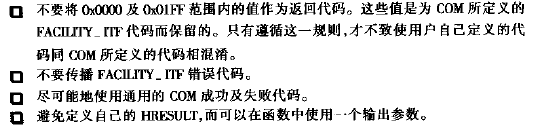 不要将 0x0000 及 0x01FF 范围内的值作为返回代码。这些值是为 COM 所定义的
FACILITY_ITF 代码而保留的。只有遵循这一规则,才不致使用户自己定义的代
码同 COM 所定义的代码相混淆。
不要传播 FACILITY_ITF 错误代码。
尽可能地使用通用的 COM 成功及失败代码。
避免定义自己的 HRESULT,而可以在函数中使用一个输出参数。